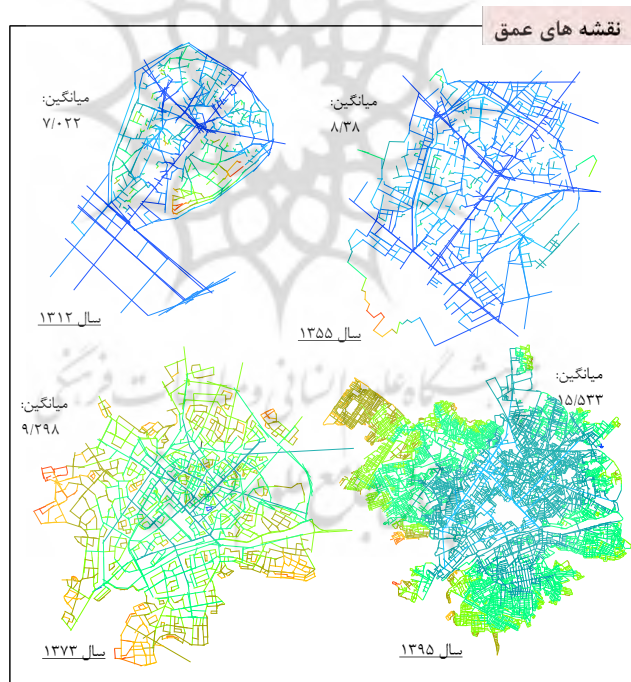 نقشه های عمق
میانگین:
۷/۰۲۲
سال ۱۳۱۲
میانگین:
۸/۳۸
سال ۱۳۵۵
میانگین:
۹/۲۹۸
سال ۱۳۷۳
میانگین:
۱۵/۵۳۳
سال ۱۳۹۵